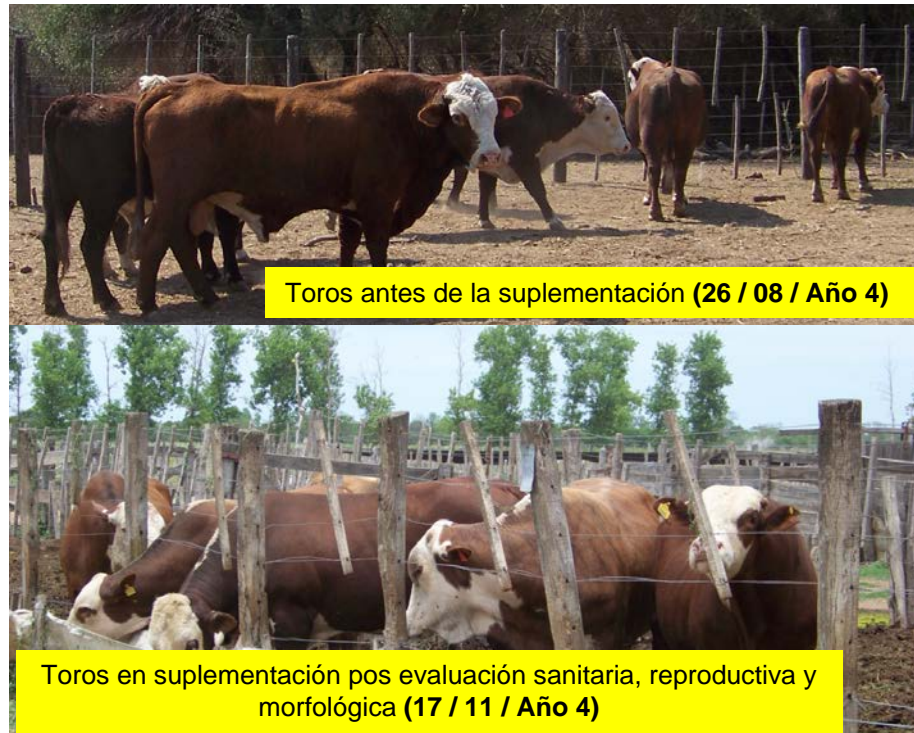 Toros antes de la suplementación (26 / 08 / Año 4)
Toros en suplementación pos evaluación sanitaria, reproductiva y
morfológica (17 / 11 / Año 4)